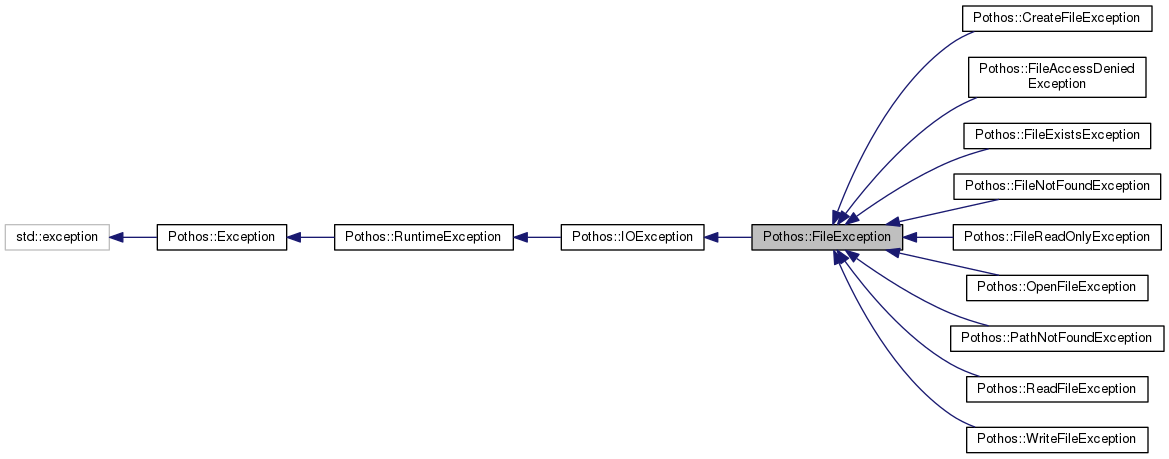 Pothos::CreateFileException
Pothos::FileAccessDenied
Exception
Pothos::FileExistsException
Pothos::FileNotFoundException
std::exception
Pothos::Exception
Pothos::RuntimeException
Pothos::IOException
Pothos::FileException
Pothos::FileReadOnlyException
Pothos::OpenFileException
Pothos::PathNotFoundException
Pothos::ReadFileException
Pothos::WriteFileException